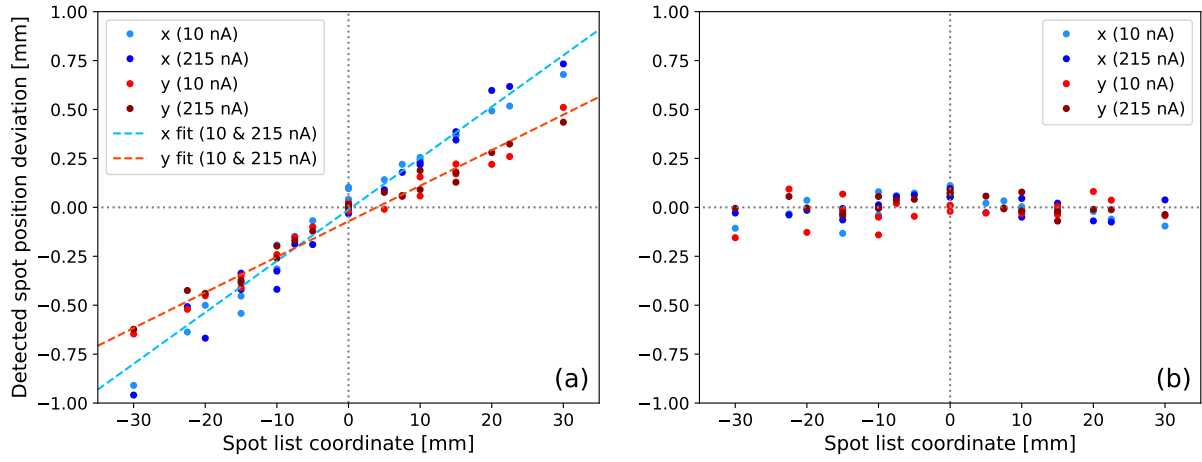 Detected spot position deviation [mm]
1.00
0.75
0.50
0.25
0.00
−0.25
−0.50
−0.75
−1.00
x (10 nA)
x (215 nA)
y (10 nA)
y (215 nA)
x fit (10 & 215 nA)
y fit (10 & 215 nA)
(a)
−30 −20 −10 0 10 20 30
Spot list coordinate [mm]
1.00
0.75
0.50
0.25
0.00
−0.25
−0.50
−0.75
−1.00
x (10 nA)
x (215 nA)
y (10 nA)
y (215 nA)
(b)
−30 −20 −10 0 10 20 30
Spot list coordinate [mm]